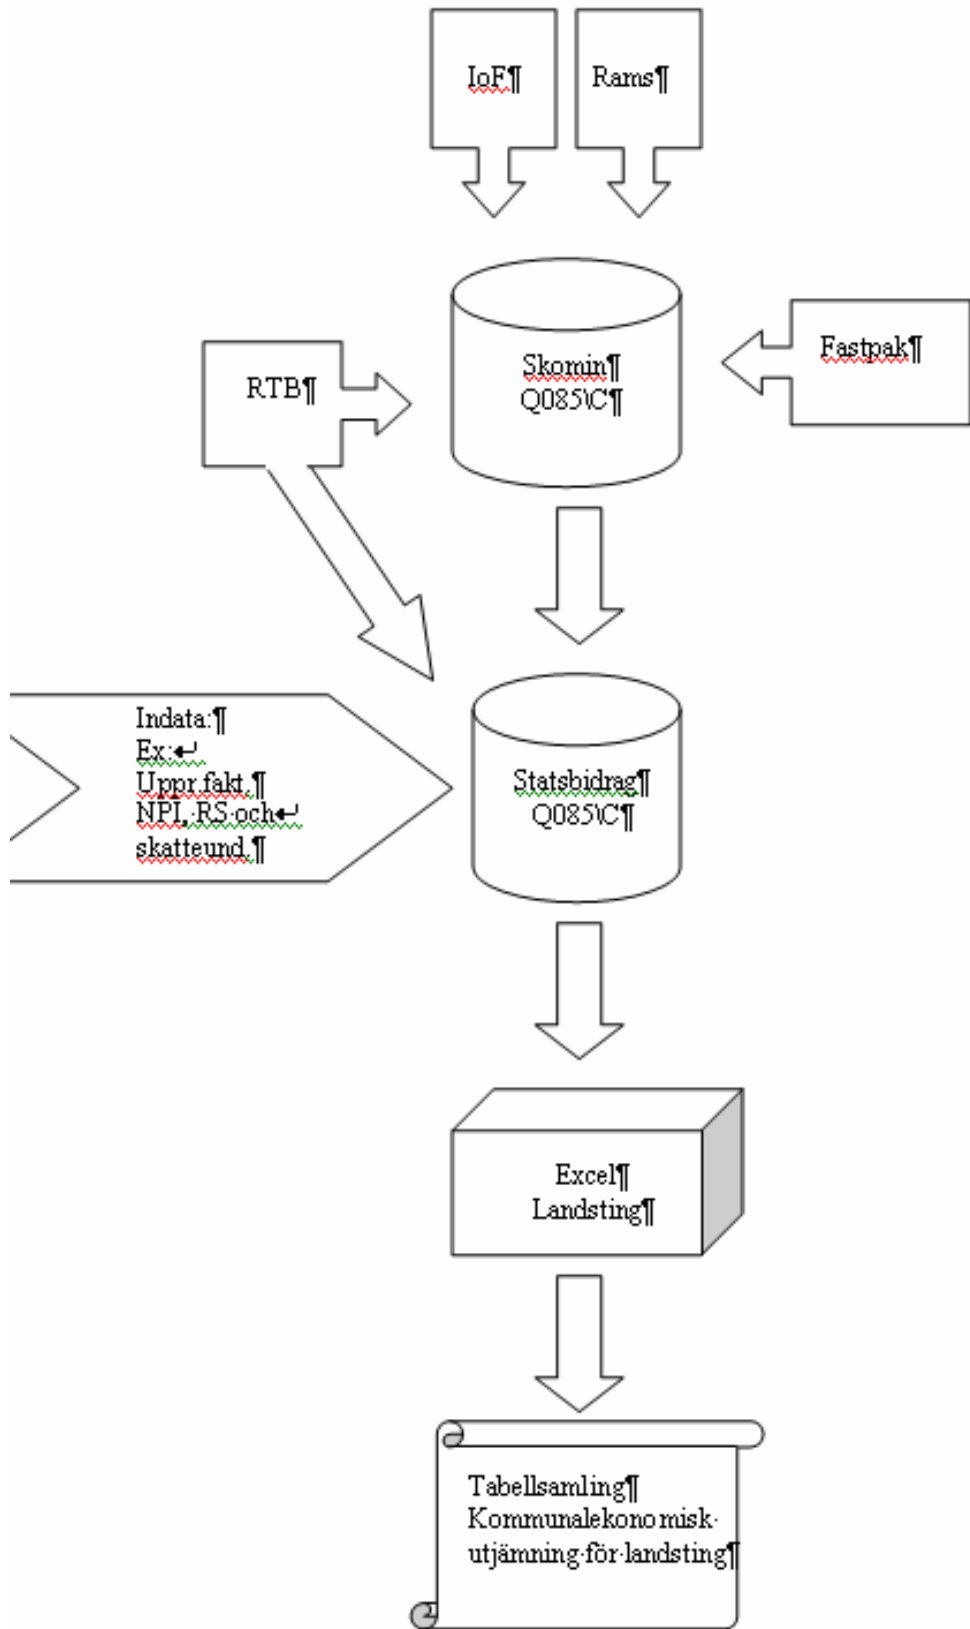 IoF¶
Rams¶
Skomin¶
Q085\C¶
Fastpak¶
RTB¶
Indata:¶
Ex:↵
Uppr.fakt.¶
NPI,·RS·och↵
skatteund.¶
Statsbidrag¶
Q085\C¶
Excel¶
Landsting¶
Tabellsamling¶
Kommunalekonomisk·
utjämning·för·landsting¶